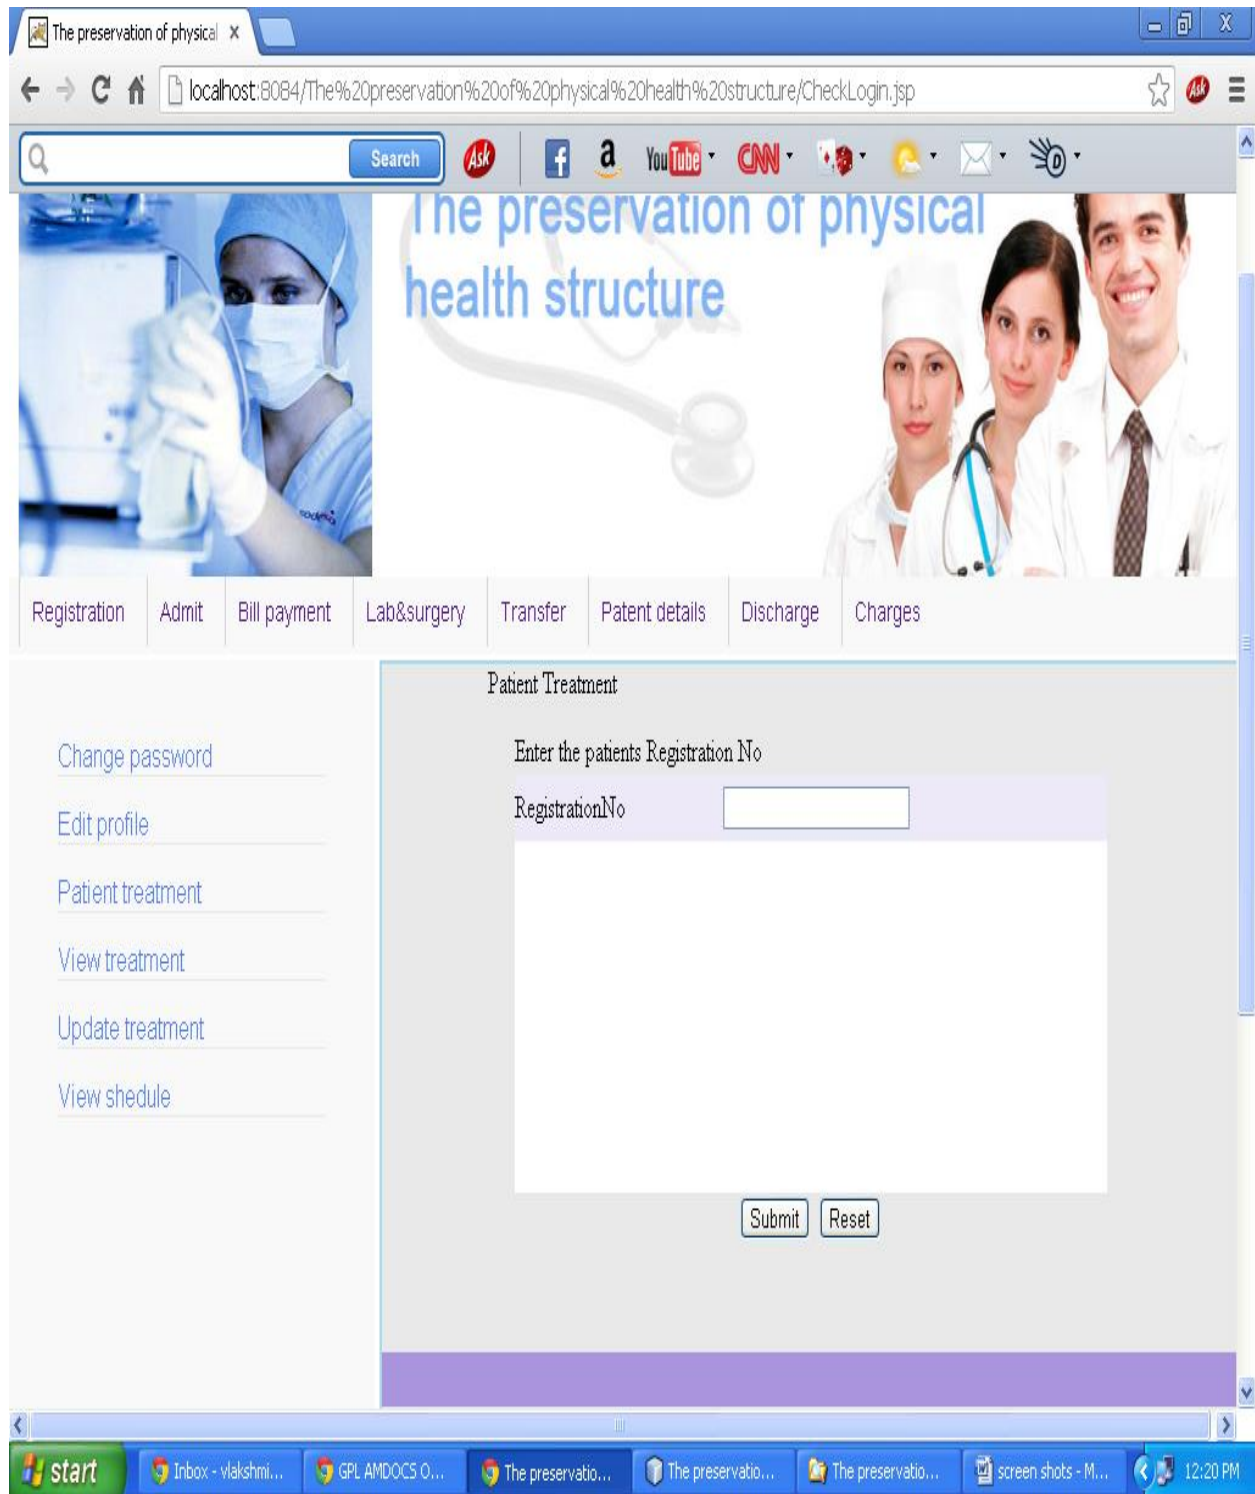 The preservation of physical
localhost:8084/The%20preservation%20of%20physical%20health%20structure/CheckLogin.jsp
Ask
Search
Ask
f
a
YouTube
CNN
D
The preservation of physical
health structure
Registration Admit Bill payment Lab&surgery Transfer Patent details Discharge Charges
Change password
Edit profile
Patient treatment
View treatment
Update treatment
View shedule
Patient Treatment
Enter the patients Registration No
RegistrationNo
Submit Reset
start Inbox - vlakshmi... GPL AMDOCS O... The preservatio... The preservatio... The preservatio... screen shots - M... 12:20 PM